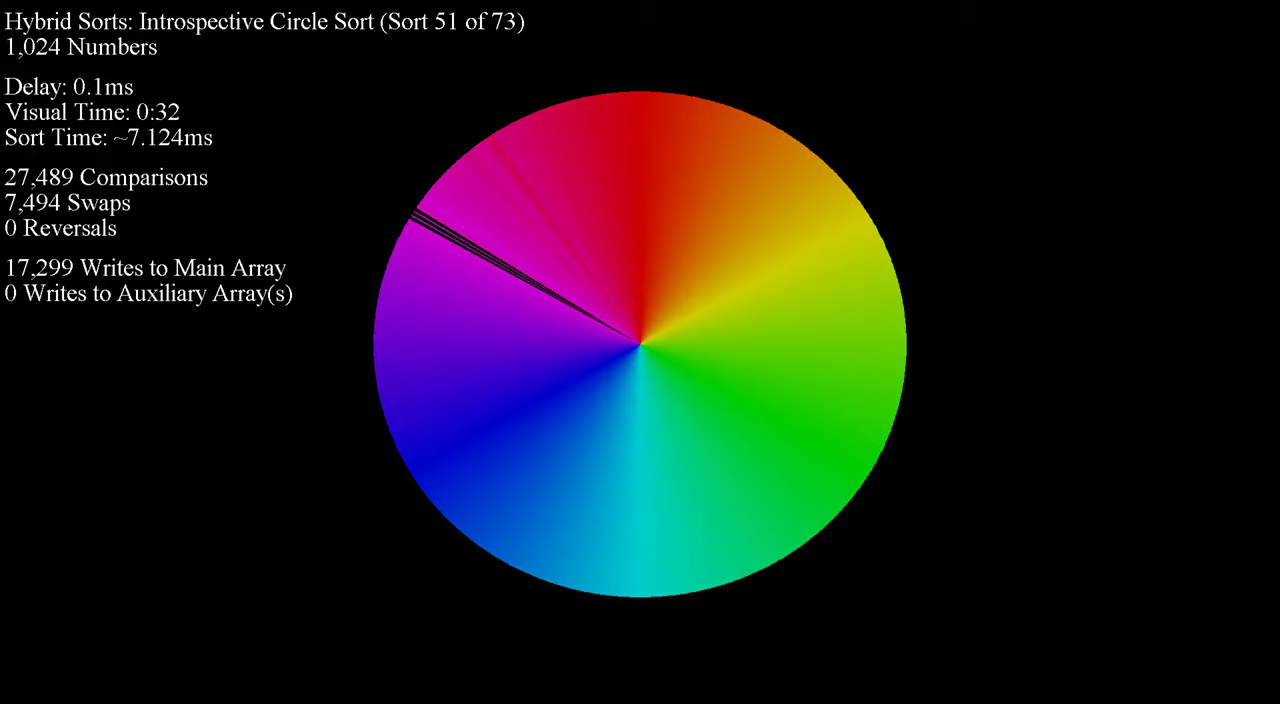 Hybrid Sorts: Introspective Circle Sort (Sort 51 of 73)
1,024 Numbers
Delay: 0.1ms
Visual Time: 0:32
Sort Time: ~7.124ms
27,489 Comparisons
7,494 Swaps
0 Reversals
17,299 Writes to Main Array
0 Writes to Auxiliary Array(s)